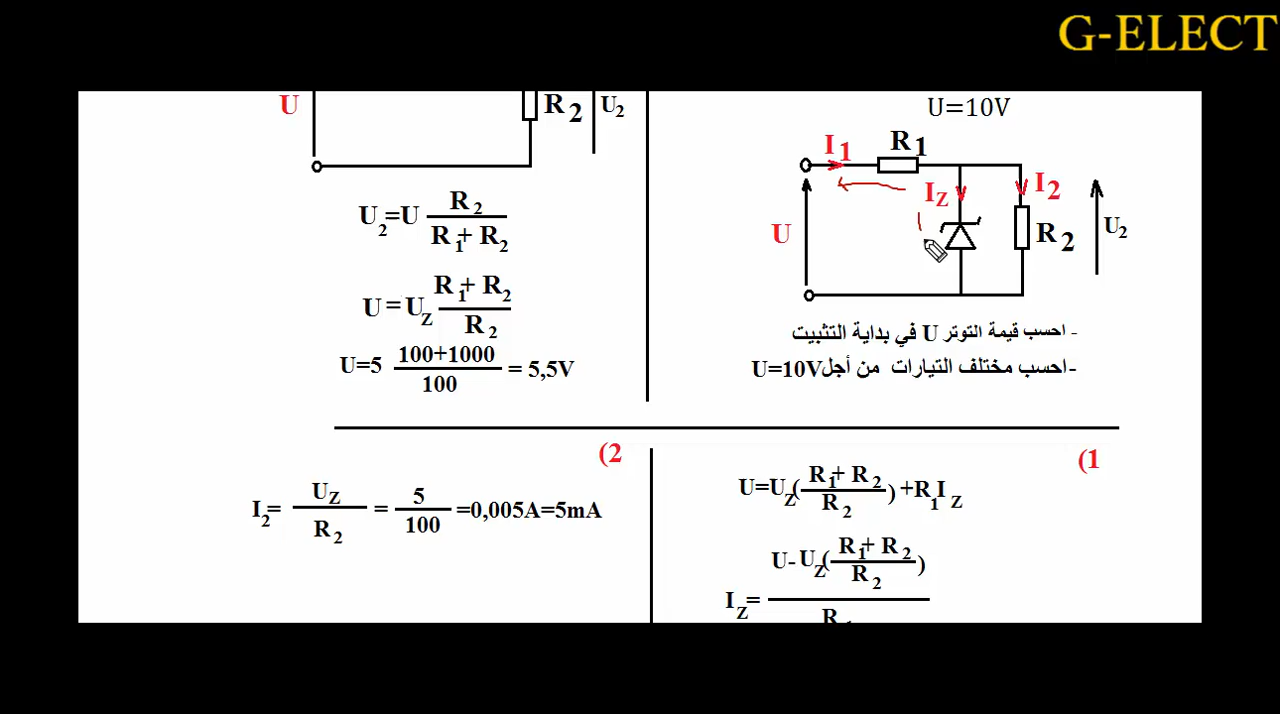 G-ELECT
U
R2
U2
U2=U R2 / R1+ R2
U = UZ R1+ R2 / R2
U=5 100+1000 / 100 = 5,5V
U=10V
I1
R1
IZ
I2
U
R2
U2
- احسب قيمة التوتر U في بداية التثبيت
- احسب مختلف التيارات من أجل U=10V
(2
I2= UZ / R2 = 5 / 100 =0,005A=5mA
(1
U=UZ( R1+ R2 / R2 ) +R1IZ
IZ= U- UZ( R1+ R2 / R2 ) / R1